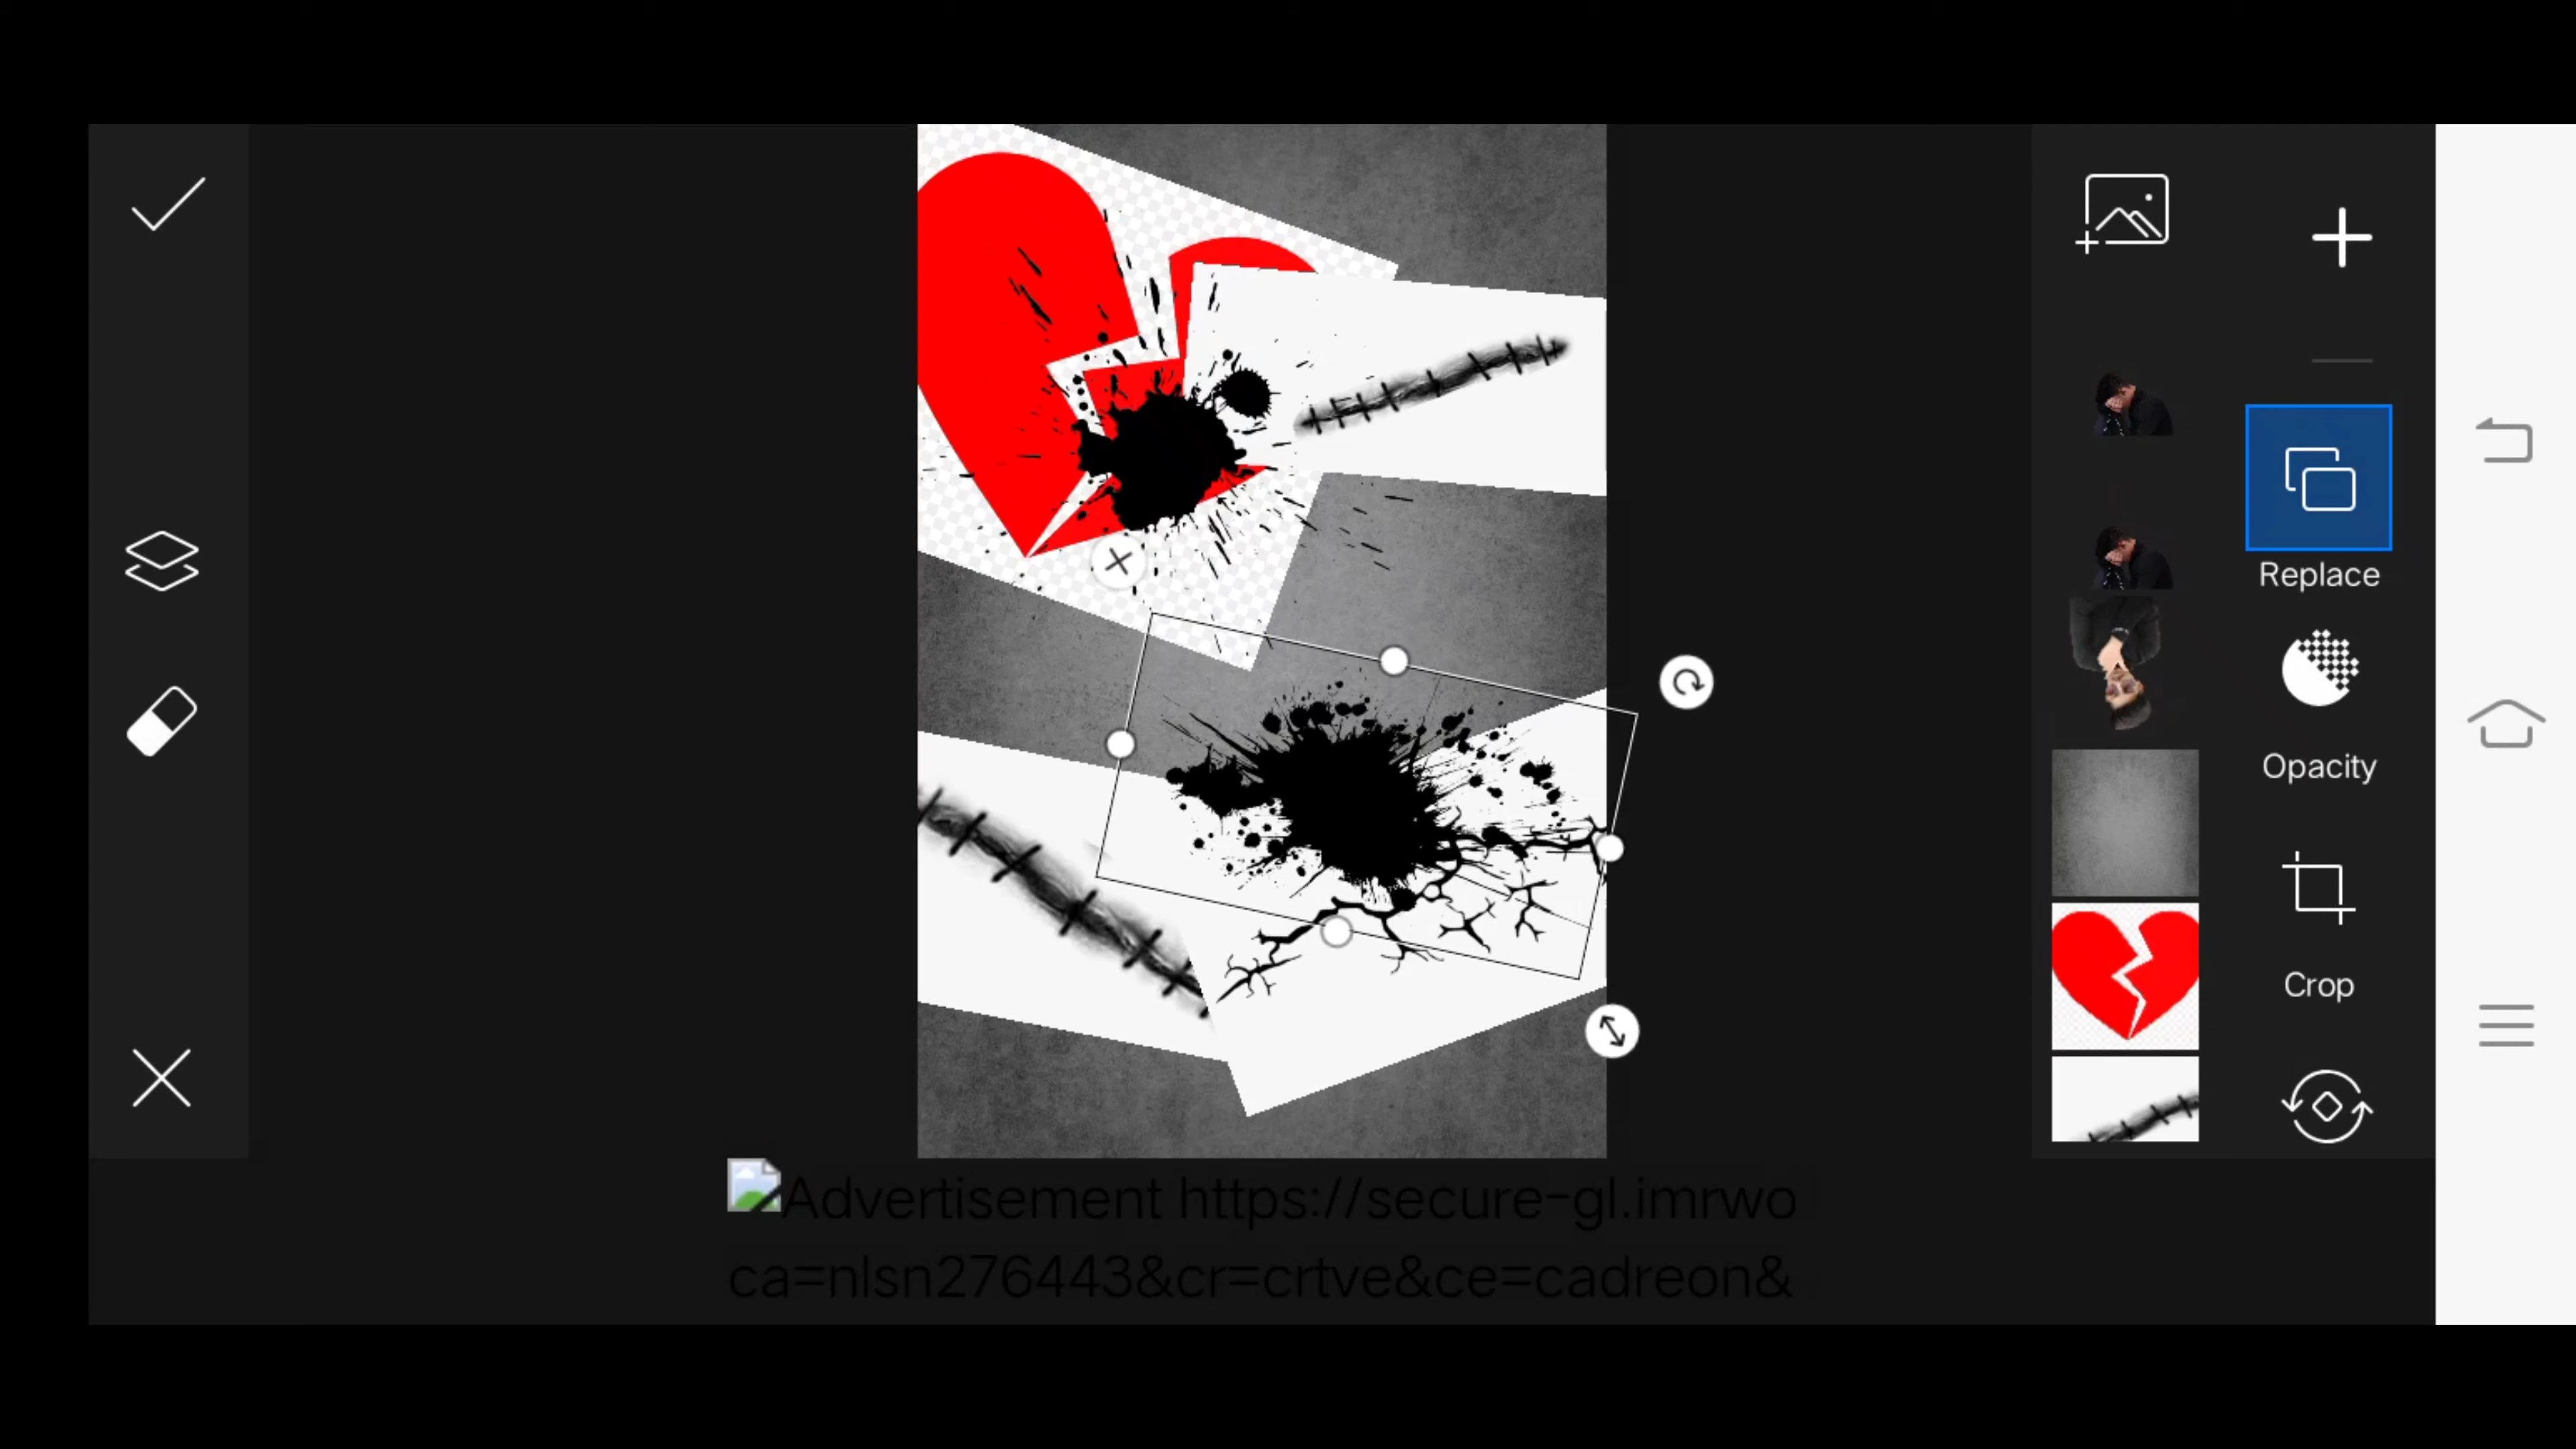 Replace
Opacity
Crop
Advertisement https://secure-gl.imrwo
ca=nlsn276443&cr=crtve&ce=cadreon&